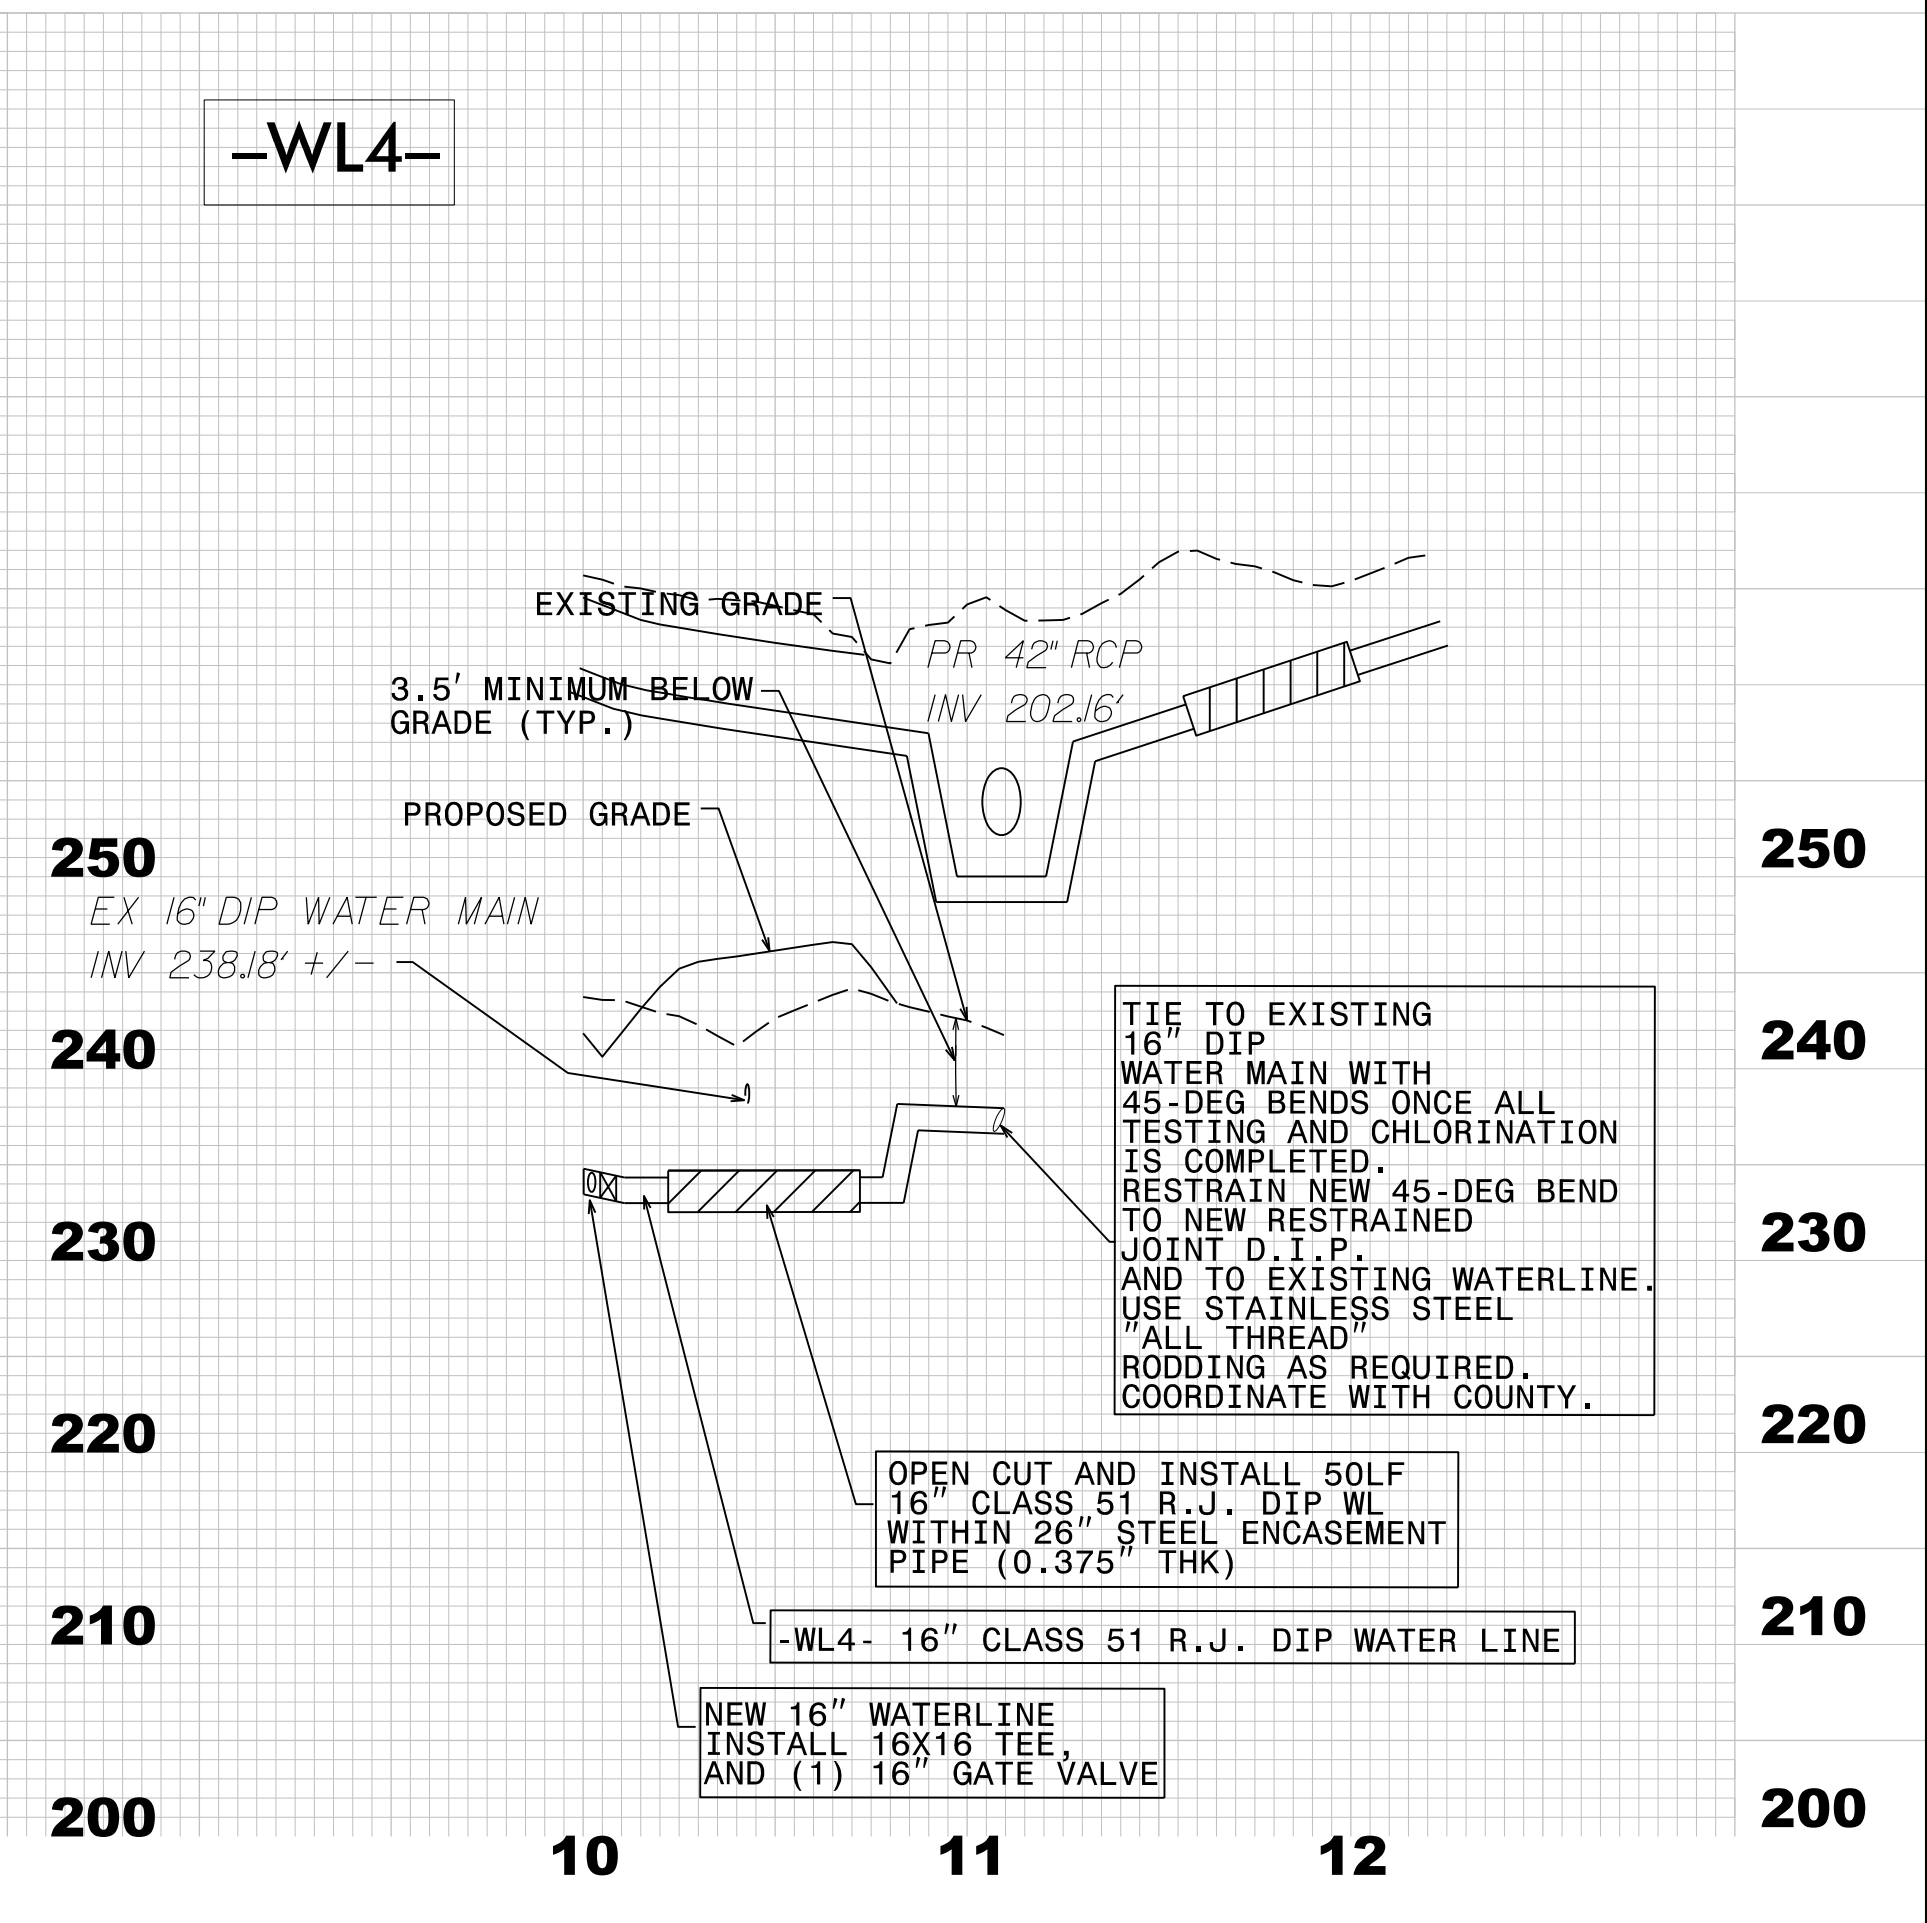 -WL4-
EXISTING GRADE
PR 42" RCP
INV 202.16'
3.5' MINIMUM BELOW
GRADE (TYP.)
PROPOSED GRADE
250
250
EX 16" DIP WATER MAIN
INV 238.18' +/-
240
240
TIE TO EXISTING
16" DIP
WATER MAIN WITH
45-DEG BENDS ONCE ALL
TESTING AND CHLORINATION
IS COMPLETED.
RESTRAIN NEW 45-DEG BEND
TO NEW RESTRAINED
JOINT D.I.P.
AND TO EXISTING WATERLINE.
USE STAINLESS STEEL
"ALL THREAD"
RODDING AS REQUIRED.
COORDINATE WITH COUNTY.
230
230
220
220
OPEN CUT AND INSTALL 50LF
16" CLASS 51 R.J. DIP WL
WITHIN 26" STEEL ENCASEMENT
PIPE (0.375" THK)
210
210
-WL4- 16" CLASS 51 R.J. DIP WATER LINE
NEW 16" WATERLINE
INSTALL 16X16 TEE,
AND (1) 16" GATE VALVE
200
200
10
11
12